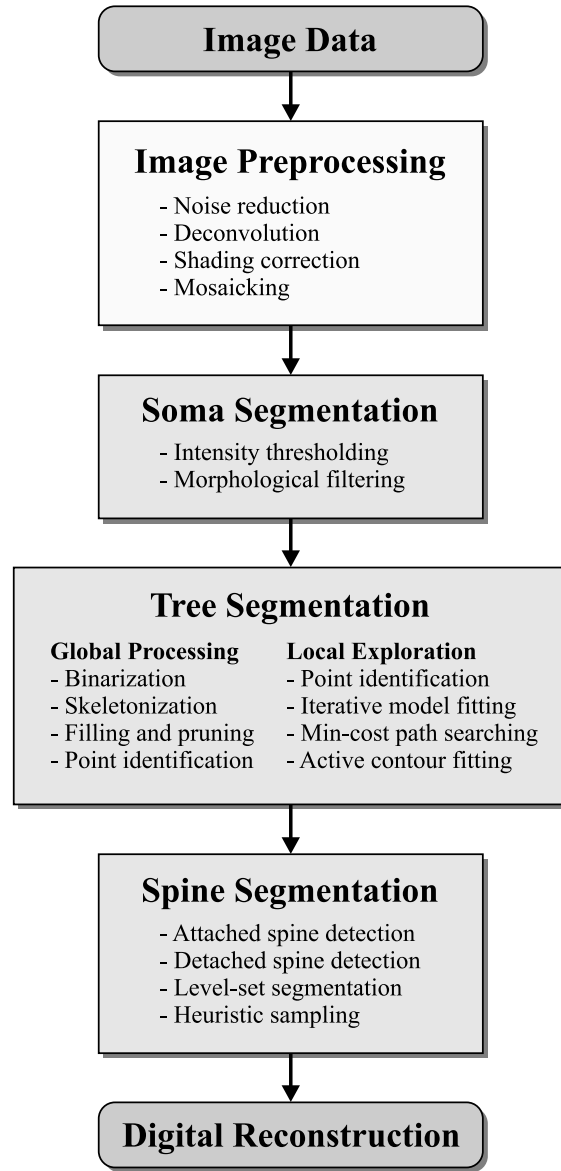 Image Data
Image Preprocessing
- Noise reduction
- Deconvolution
- Shading correction
- Mosaicking
Soma Segmentation
- Intensity thresholding
- Morphological filtering
Tree Segmentation
Global Processing
- Binarization
- Skeletonization
- Filling and pruning
- Point identification
Local Exploration
- Point identification
- Iterative model fitting
- Min-cost path searching
- Active contour fitting
Spine Segmentation
- Attached spine detection
- Detached spine detection
- Level-set segmentation
- Heuristic sampling
Digital Reconstruction